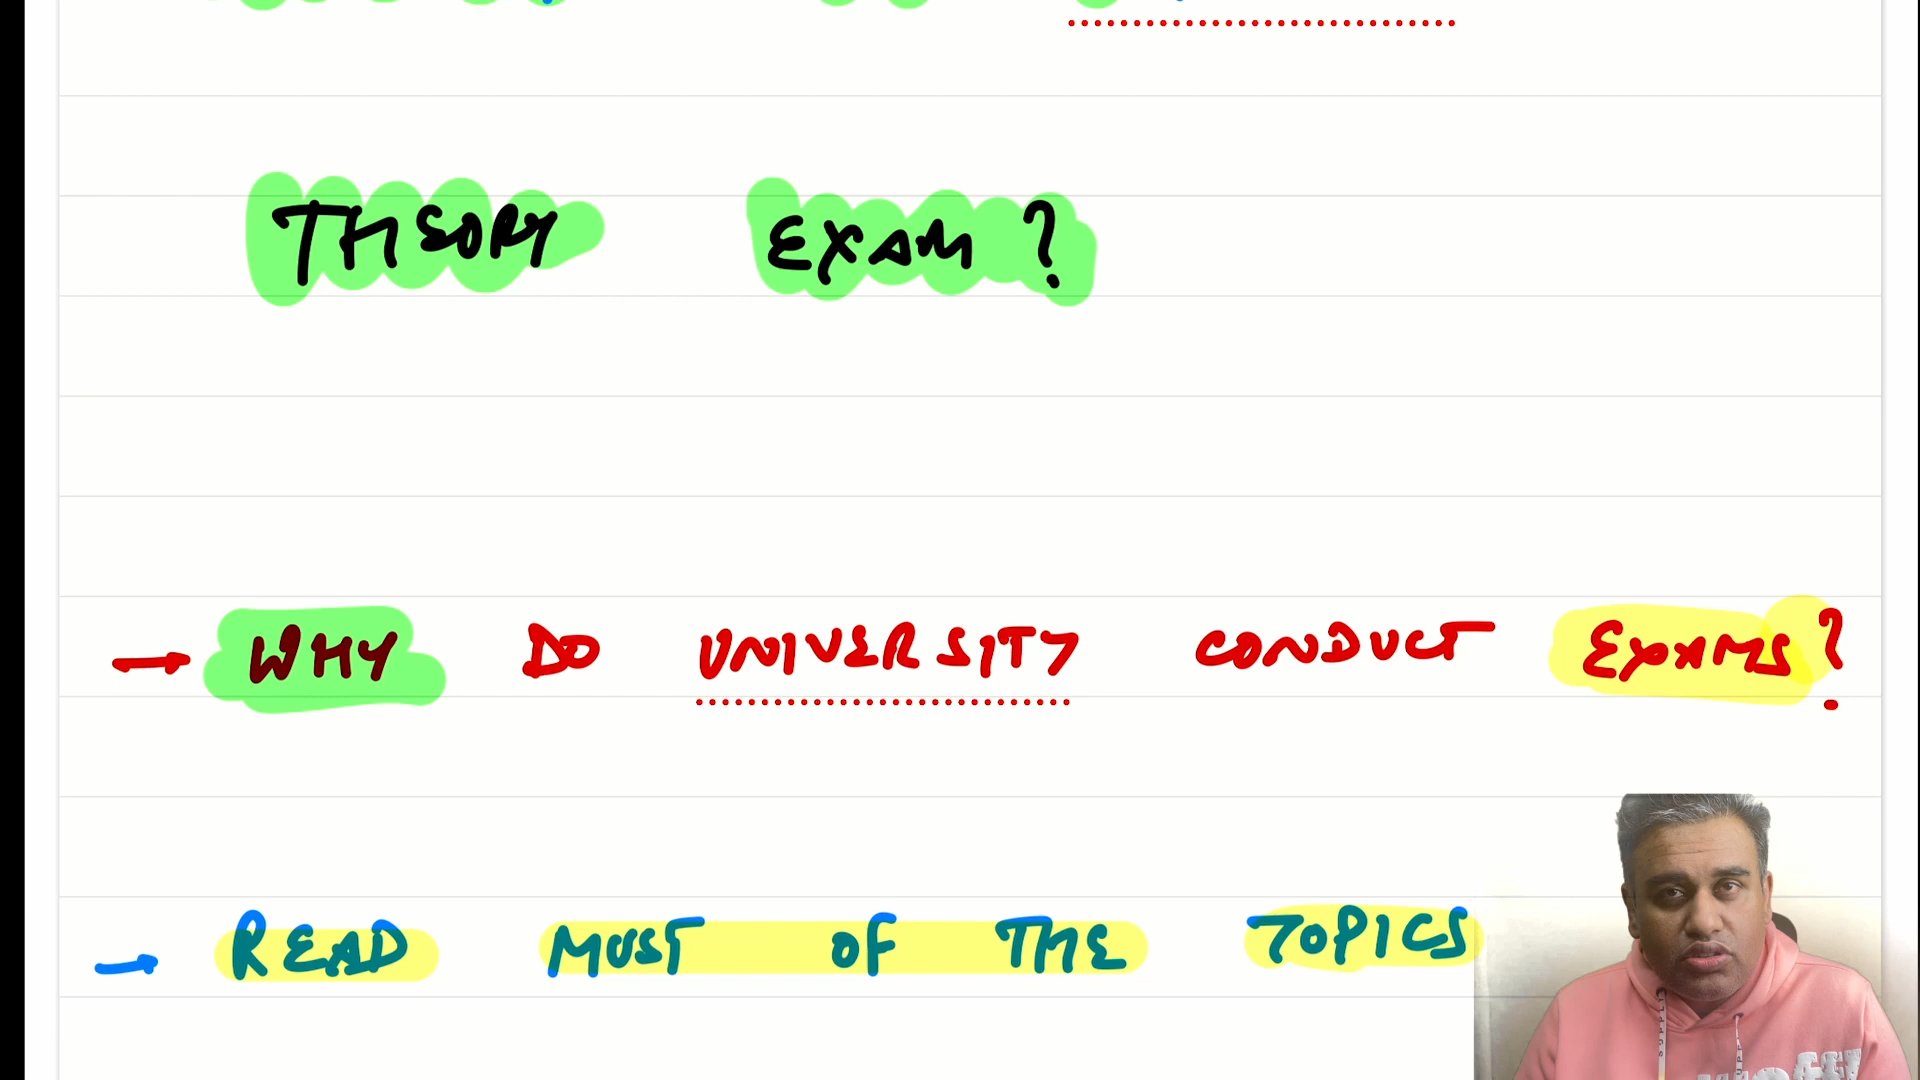 THEORY EXAM?
→ WHY DO UNIVERSITY CONDUCT EXAMS?
→ READ MOST OF THE TOPICS